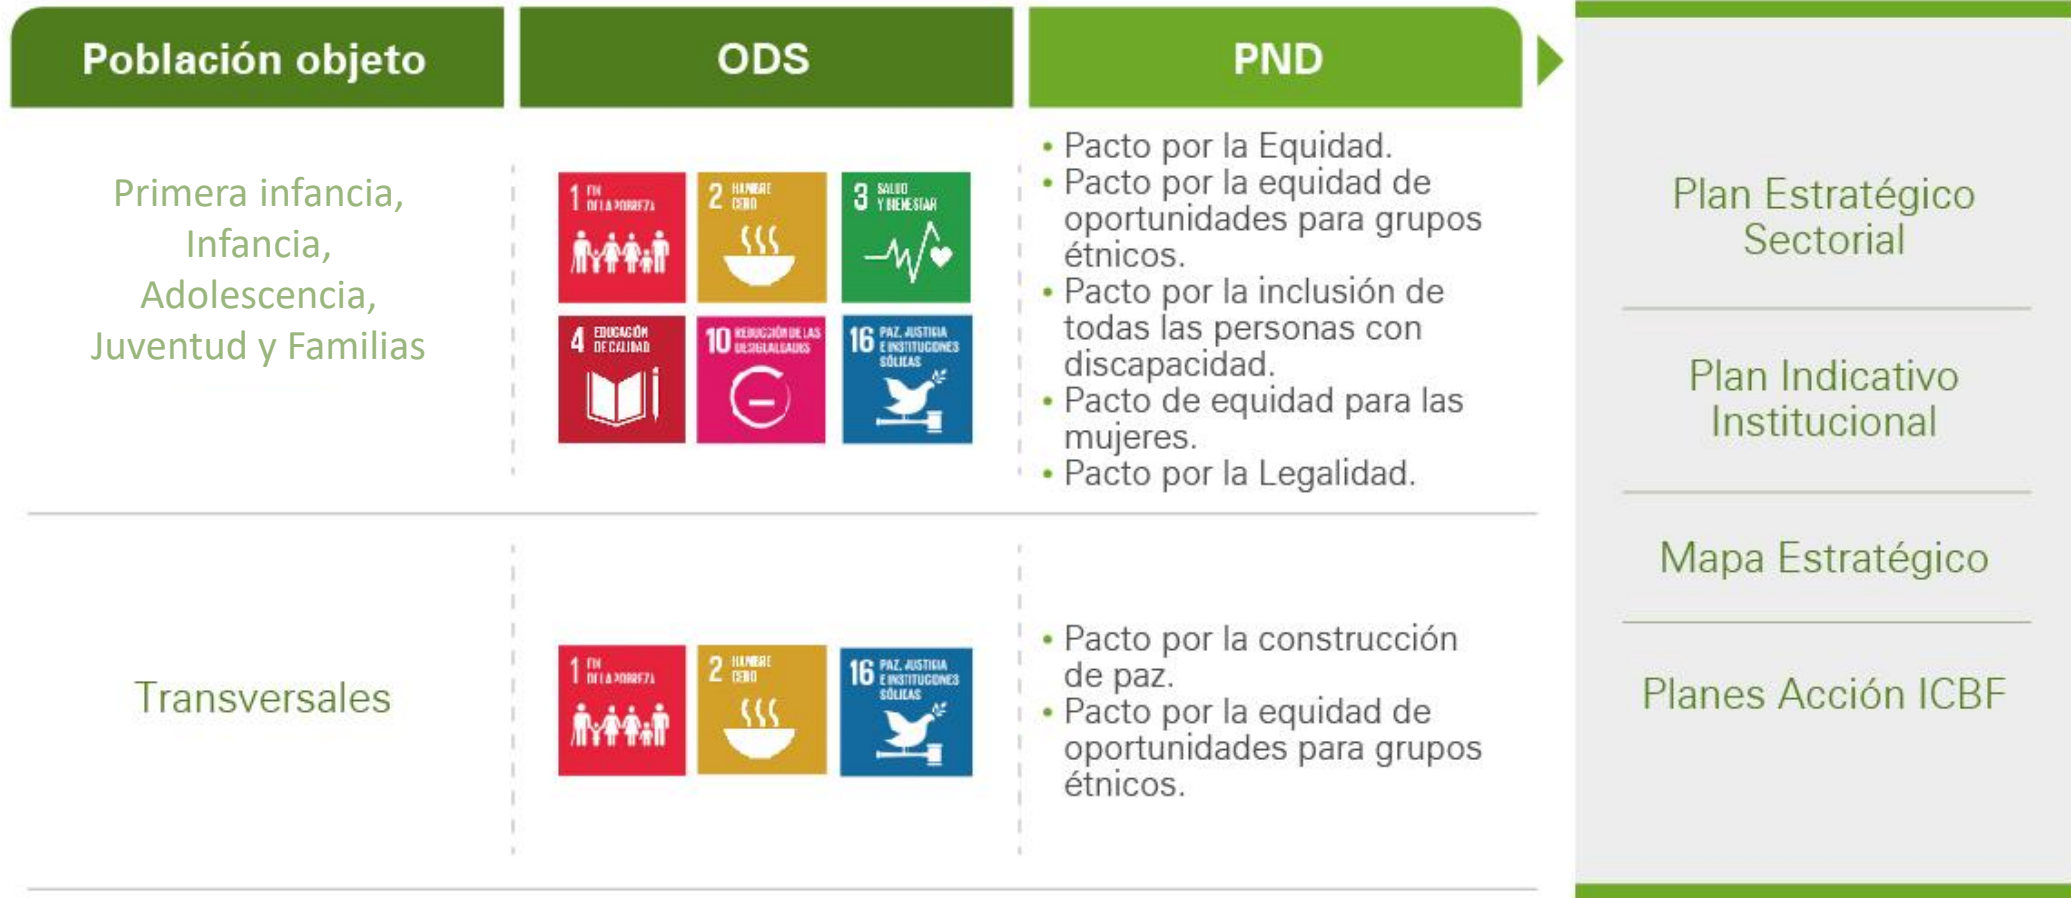 Población objeto
ODS
PND
Primera infancia,
Infancia,
Adolescencia,
Juventud y Familias
1 FIN
DE LA POBREZA
2 HAMBRE
CERO
3 SALUD
Y BIENESTAR
4 EDUCACIÓN
DE CALIDAD
10 REDUCCIÓN DE LAS
DESIGUALDADES
16 PAZ, JUSTICIA
E INSTITUCIONES
SÓLIDAS
• Pacto por la Equidad.
• Pacto por la equidad de
oportunidades para grupos
étnicos.
• Pacto por la inclusión de
todas las personas con
discapacidad.
• Pacto de equidad para las
mujeres.
• Pacto por la Legalidad.
Transversales
1 FIN
DE LA POBREZA
2 HAMBRE
CERO
16 PAZ, JUSTICIA
E INSTITUCIONES
SÓLIDAS
• Pacto por la construcción
de paz.
• Pacto por la equidad de
oportunidades para grupos
étnicos.
Plan Estratégico
Sectorial
Plan Indicativo
Institucional
Mapa Estratégico
Planes Acción ICBF